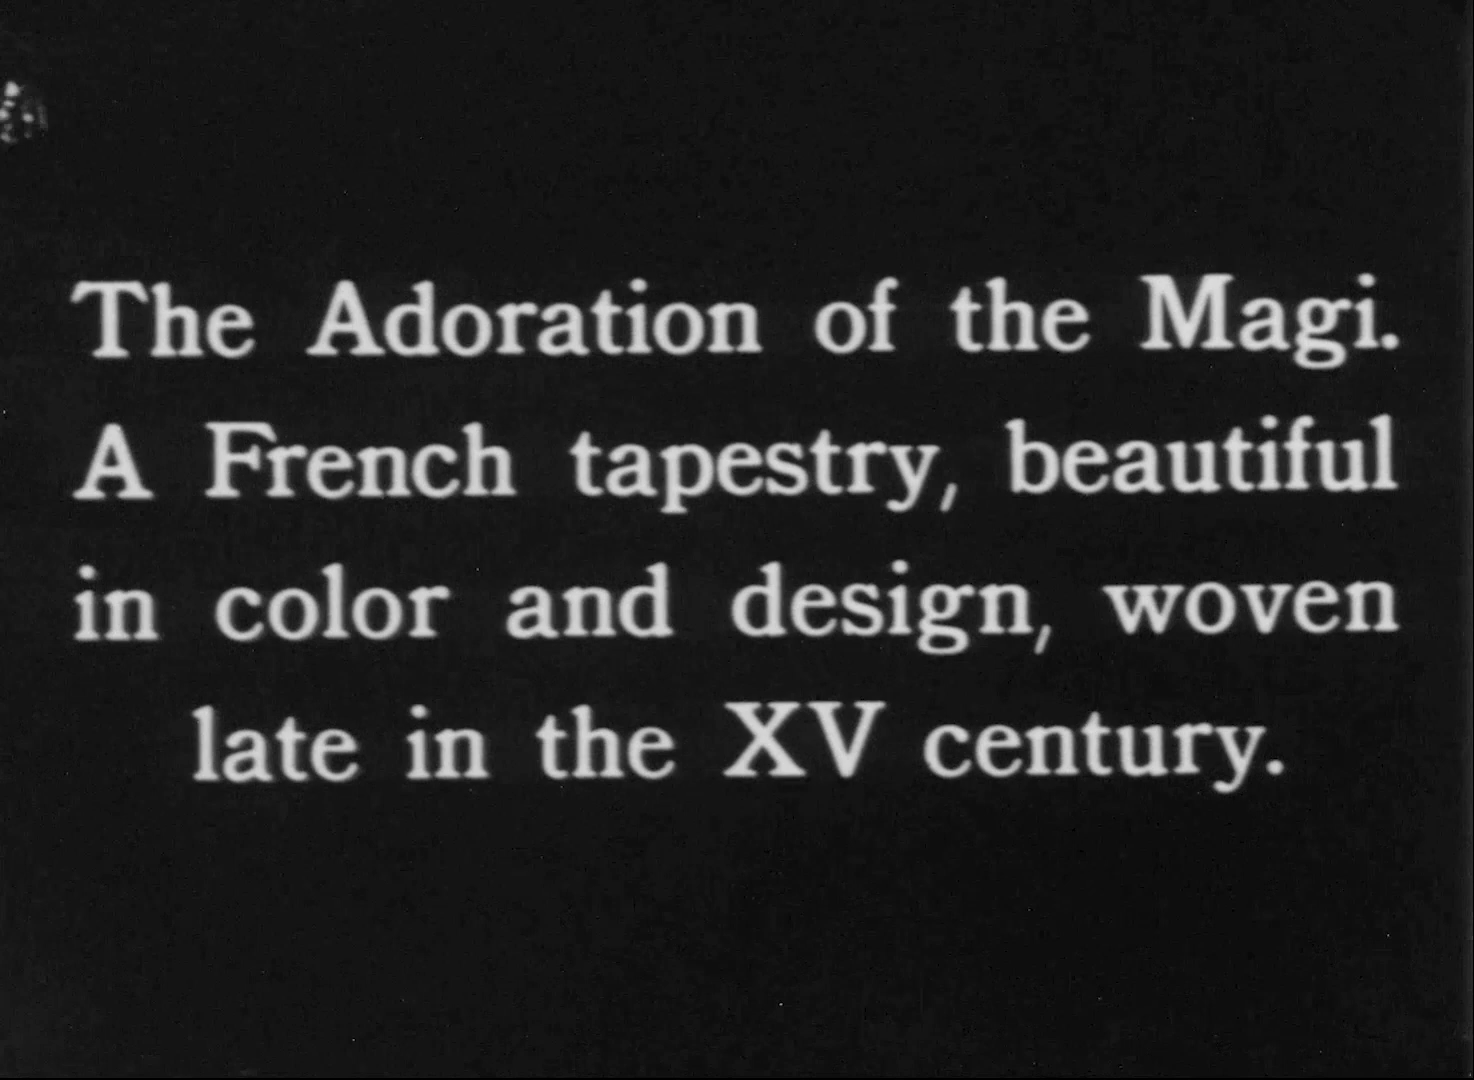 The Adoration of the Magi.
A French tapestry, beautiful
in color and design, woven
late in the XV century.